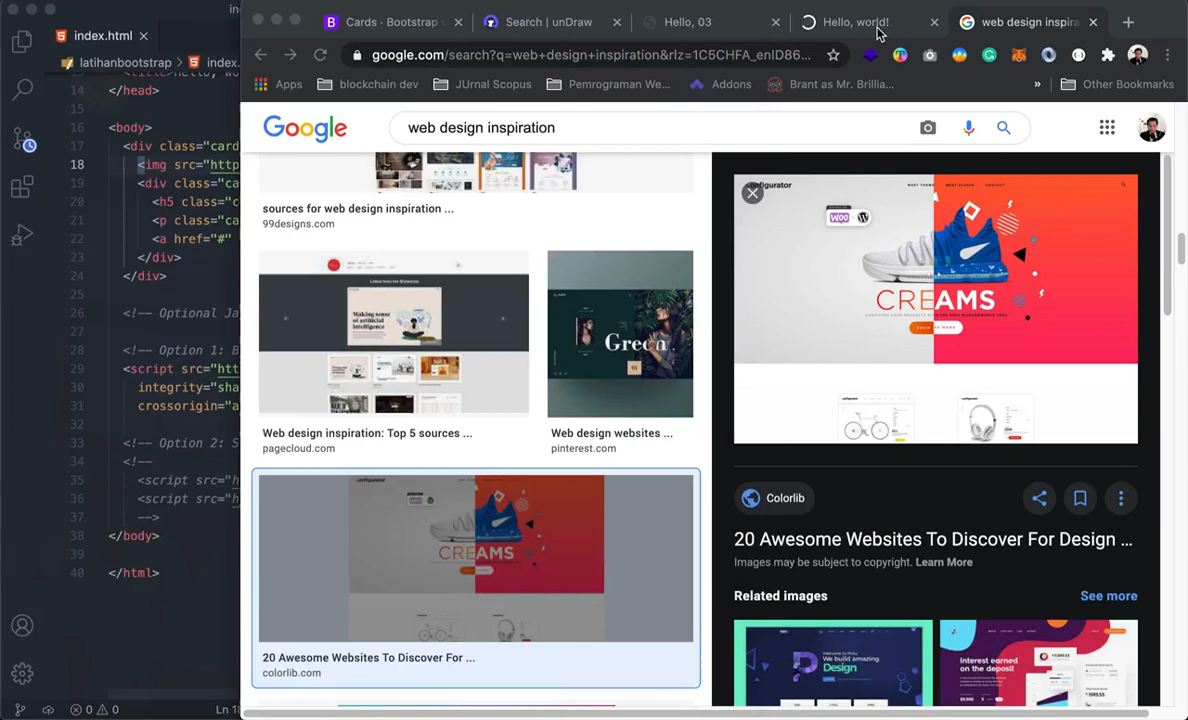 index.html
latihanbootstrap > index.
14 </head>
15
16 <body>
17 <div class="card
18 <img src="http
19 <div class="ca
20 <h5 class="c
21 <p class="ca
22 <a href="#"
23 </div>
24 </div>
25
26 <!-- Optional Ja
27
28 <!-- Option 1: B
29 <script src="htt
30 integrity="sha
31 crossorigin="a
32
33 <!-- Option 2: S
34 <!--
35 <script src="h
36 <script src="h
37 -->
38 </body>
39
40 </html>
0 0
Cards · Bootstrap
Search | unDraw
Hello, 03
Hello, world!
web design inspira
google.com/search?q=web+design+inspiration&rlz=1C5CHFA_enID86...
Apps
blockchain dev
JUrnal Scopus
Pemrograman We...
Addons
Brant as Mr. Brillia...
»
Other Bookmarks
Google
web design inspiration
sources for web design inspiration ...
99designs.com
Making sense of artificial intelligence
Web design inspiration: Top 5 sources ...
pagecloud.com
Green
Web design websites ...
pinterest.com
CREAMS
20 Awesome Websites To Discover For ...
colorlib.com
configurator
WOO
CREAMS
Colorlib
20 Awesome Websites To Discover For Design ...
Images may be subject to copyright. Learn More
Related images
See more
We build amazing
Design
Interest earned
on the deposit